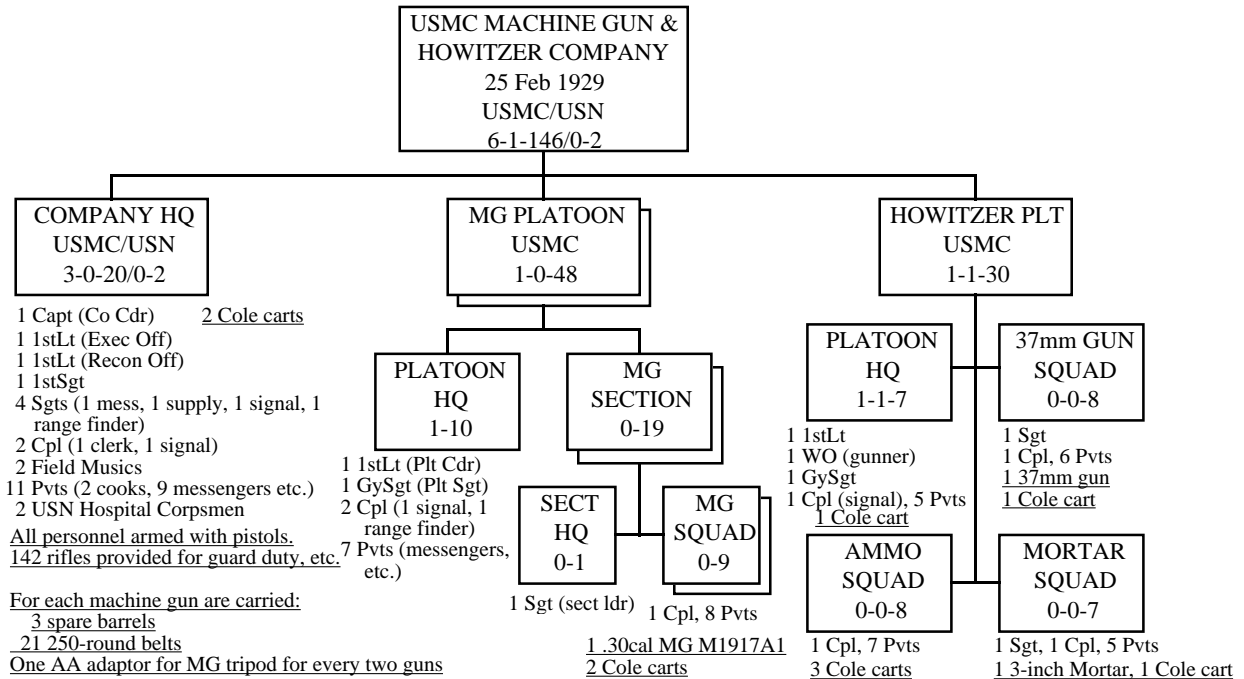 USMC MACHINE GUN &
HOWITZER COMPANY
25 Feb 1929
USMC/USN
6-1-146/0-2
COMPANY HQ
USMC/USN
3-0-20/0-2
1 Capt (Co Cdr)
2 Cole carts
1 1stLt (Exec Off)
1 1stLt (Recon Off)
1 1stSgt
4 Sgts (1 mess, 1 supply, 1 signal, 1
range finder)
2 Cpl (1 clerk, 1 signal)
2 Field Musics
11 Pvts (2 cooks, 9 messengers etc.)
2 USN Hospital Corpsmen
All personnel armed with pistols.
142 rifles provided for guard duty, etc.
For each machine gun are carried:
3 spare barrels
21 250-round belts
One AA adaptor for MG tripod for every two guns
MG PLATOON
USMC
1-0-48
PLATOON
HQ
1-10
1 1stLt (Plt Cdr)
1 GySgt (Plt Sgt)
2 Cpl (1 signal, 1
range finder)
7 Pvts (messengers,
etc.)
MG
SECTION
0-19
SECT
HQ
0-1
1 Sgt (sect ldr)
MG
SQUAD
0-9
1 Cpl, 8 Pvts
1 .30cal MG M1917A1
2 Cole carts
HOWITZER PLT
USMC
1-1-30
PLATOON
HQ
1-1-7
1 1stLt
1 WO (gunner)
1 GySgt
1 Cpl (signal), 5 Pvts
1 Cole cart
37mm GUN
SQUAD
0-0-8
1 Sgt
1 Cpl, 6 Pvts
1 37mm gun
1 Cole cart
AMMO
SQUAD
0-0-8
1 Cpl, 7 Pvts
3 Cole carts
MORTAR
SQUAD
0-0-7
1 Sgt, 1 Cpl, 5 Pvts
1 3-inch Mortar, 1 Cole cart